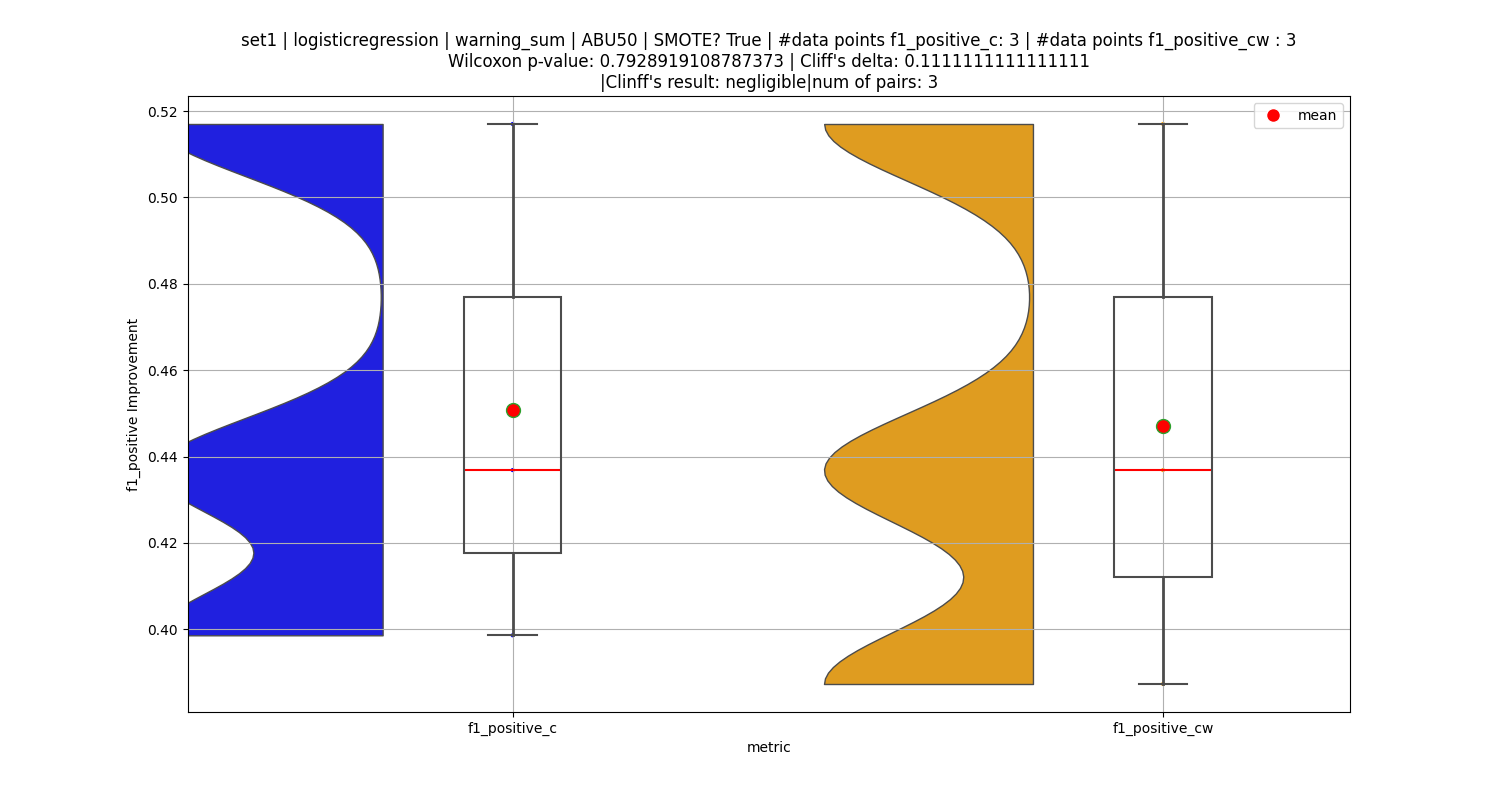 set1 | logisticregression | warning_sum | ABU50 | SMOTE? True | #data points f1_positive_c: 3 | #data points f1_positive_cw : 3
Wilcoxon p-value: 0.7928919108787373 | Cliff's delta: 0.1111111111111111
|Clinff's result: negligible|num of pairs: 3
mean
0.52
0.50
0.48
0.46
0.44
0.42
0.40
f1_positive Improvement
f1_positive_c
f1_positive_cw
metric